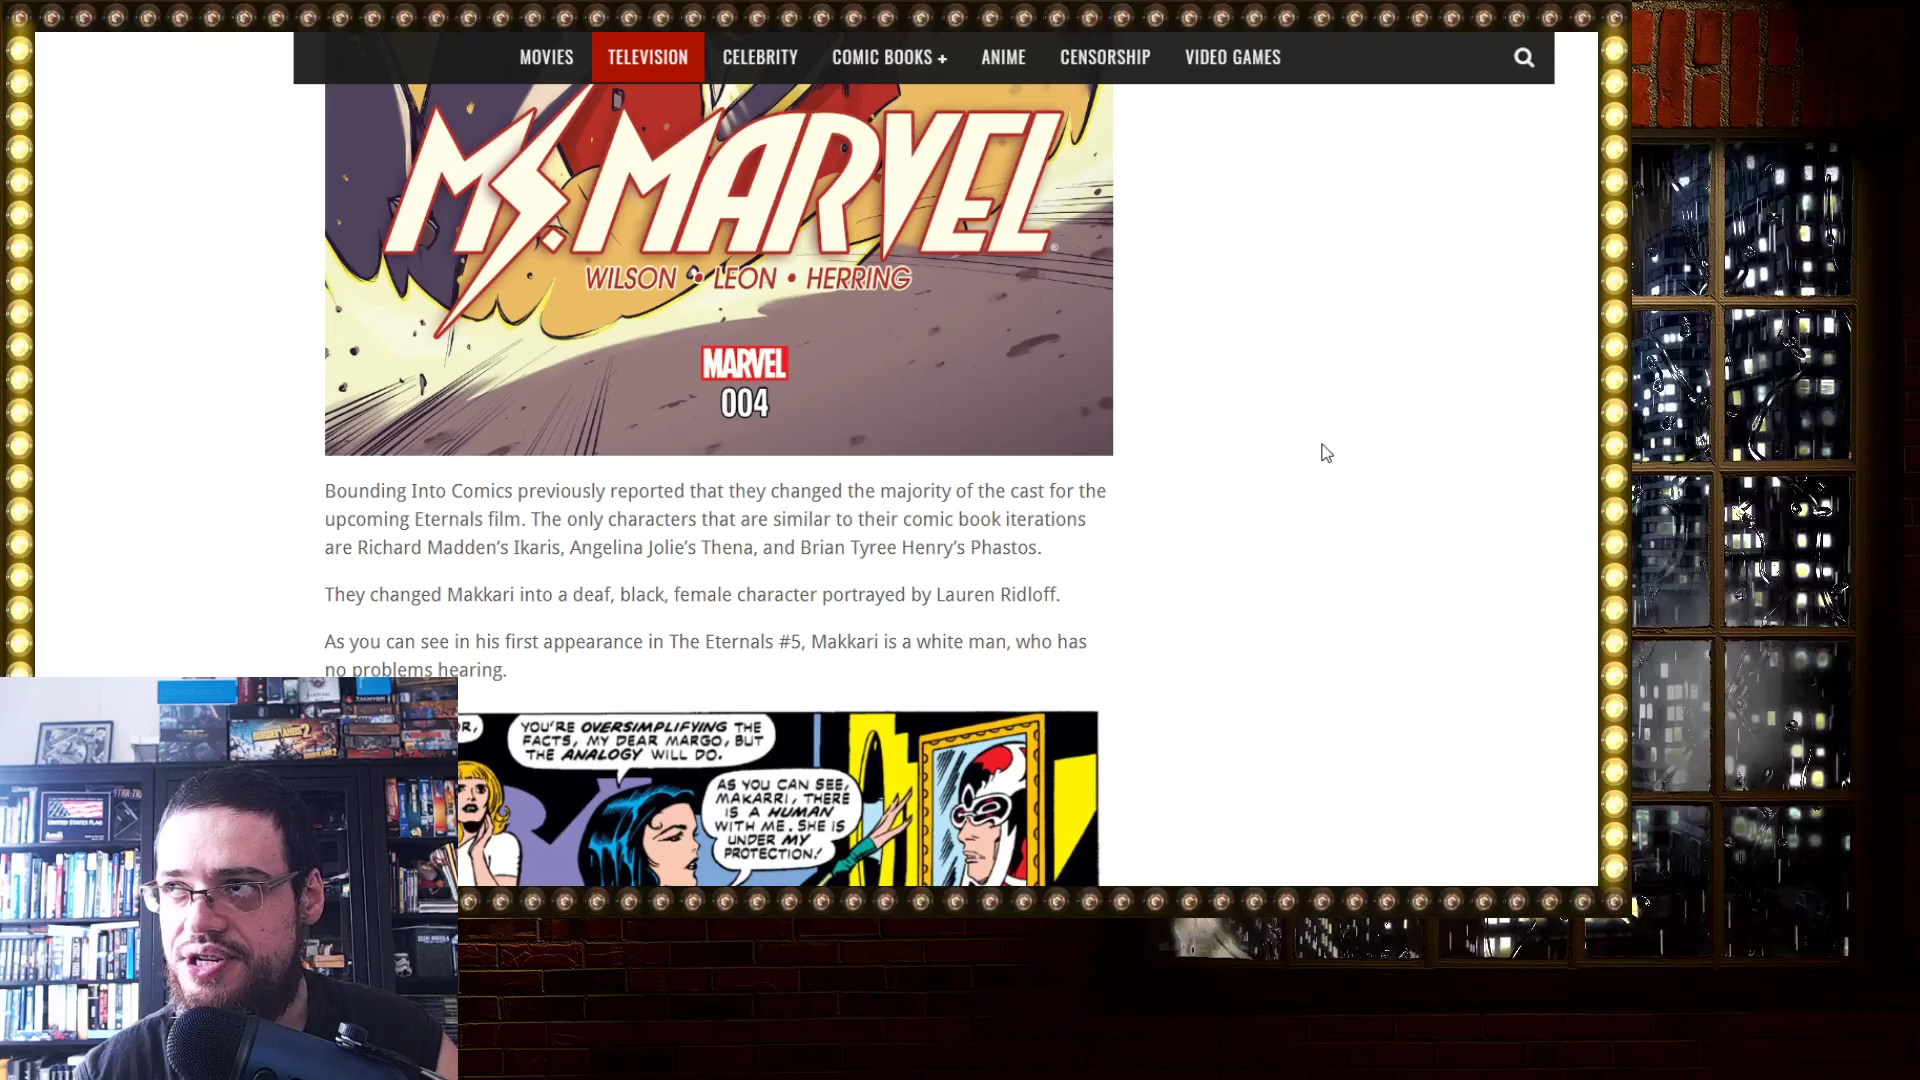 MOVIES TELEVISION CELEBRITY COMIC BOOKS + ANIME CENSORSHIP VIDEO GAMES
MS. MARVEL
WILSON • LEON • HERRING
MARVEL
004
Bounding Into Comics previously reported that they changed the majority of the cast for the
upcoming Eternals film. The only characters that are similar to their comic book iterations
are Richard Madden’s Ikaris, Angelina Jolie’s Thena, and Brian Tyree Henry’s Phastos.
They changed Makkari into a deaf, black, female character portrayed by Lauren Ridloff.
As you can see in his first appearance in The Eternals #5, Makkari is a white man, who has
no problems hearing.
YOU'RE OVERSIMPLIFYING THE
FACTS, MY DEAR MARGO, BUT
THE ANALOGY WILL DO.
AS YOU CAN SEE,
MAKARRI, THERE
IS A HUMAN
WITH ME. SHE IS
UNDER MY
PROTECTION!
BORDERLANDS 2
UNITED STATES FLAG